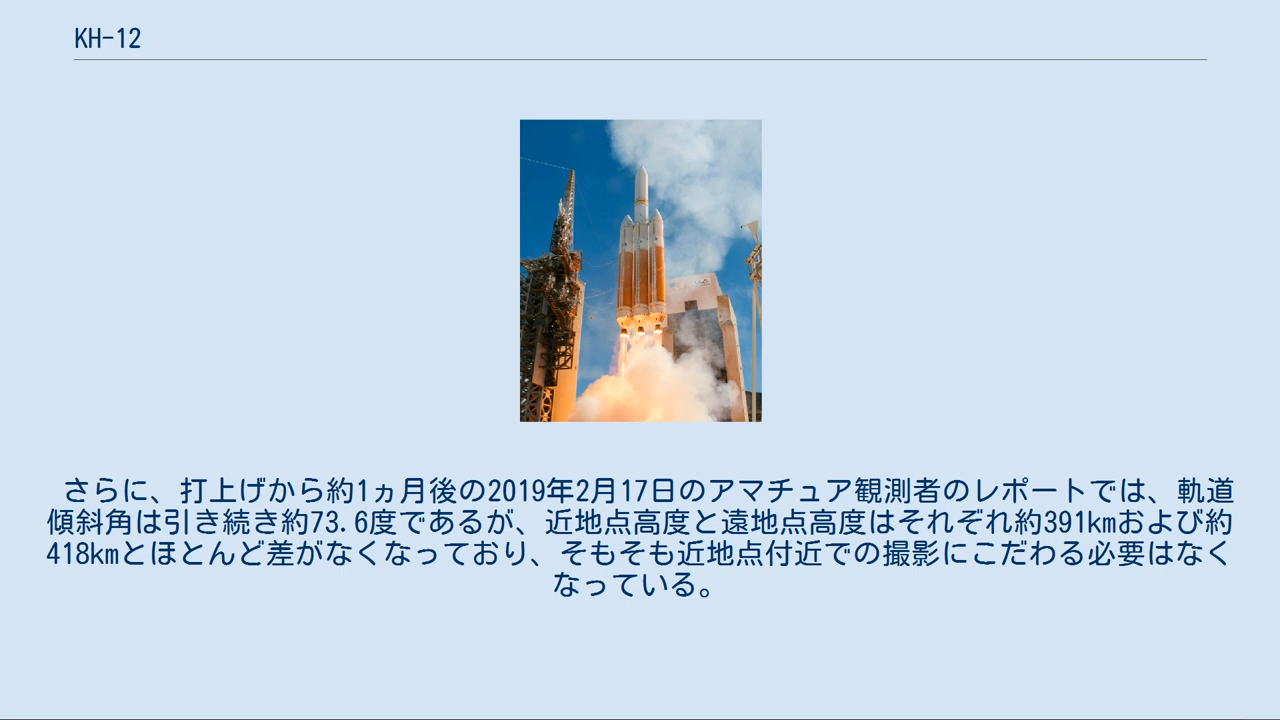 KH-12
さらに、打上げから約1ヵ月後の2019年2月17日のアマチュア観測者のレポートでは、軌道
傾斜角は引き続き約73.6度であるが、近地点高度と遠地点高度はそれぞれ約391kmおよび約
418kmとほとんど差がなくなっており、そもそも近地点付近での撮影にこだわる必要はなく
なっている。